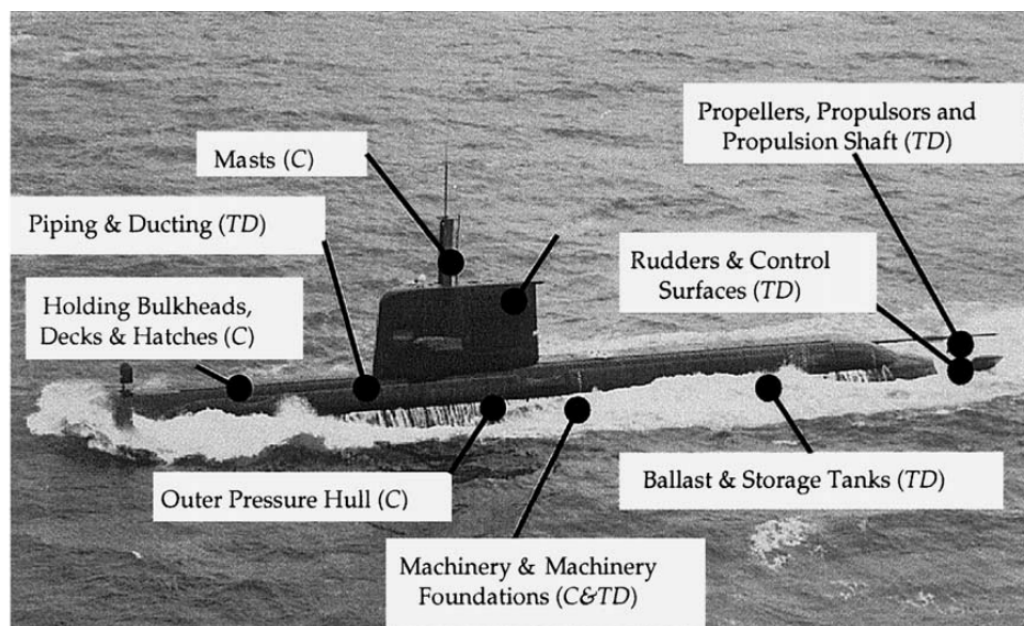 Propellers, Propulsors and
Propulsion Shaft (TD)
Masts (C)
Piping & Ducting (TD)
Rudders & Control
Surfaces (TD)
Holding Bulkheads,
Decks & Hatches (C)
Ballast & Storage Tanks (TD)
Outer Pressure Hull (C)
Machinery & Machinery
Foundations (C&TD)